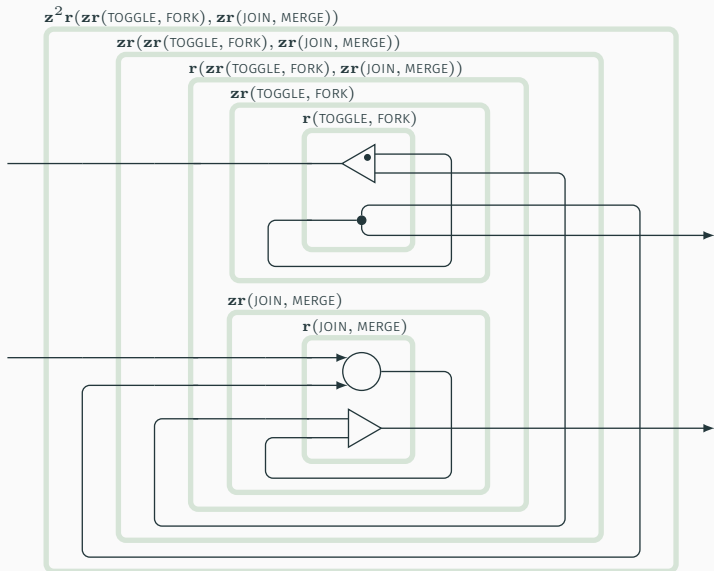 z²r(zr(TOGGLE, FORK), zr(JOIN, MERGE))
zr(zr(TOGGLE, FORK), zr(JOIN, MERGE))
r(zr(TOGGLE, FORK), zr(JOIN, MERGE))
zr(TOGGLE, FORK)
r(TOGGLE, FORK)
zr(JOIN, MERGE)
r(JOIN, MERGE)